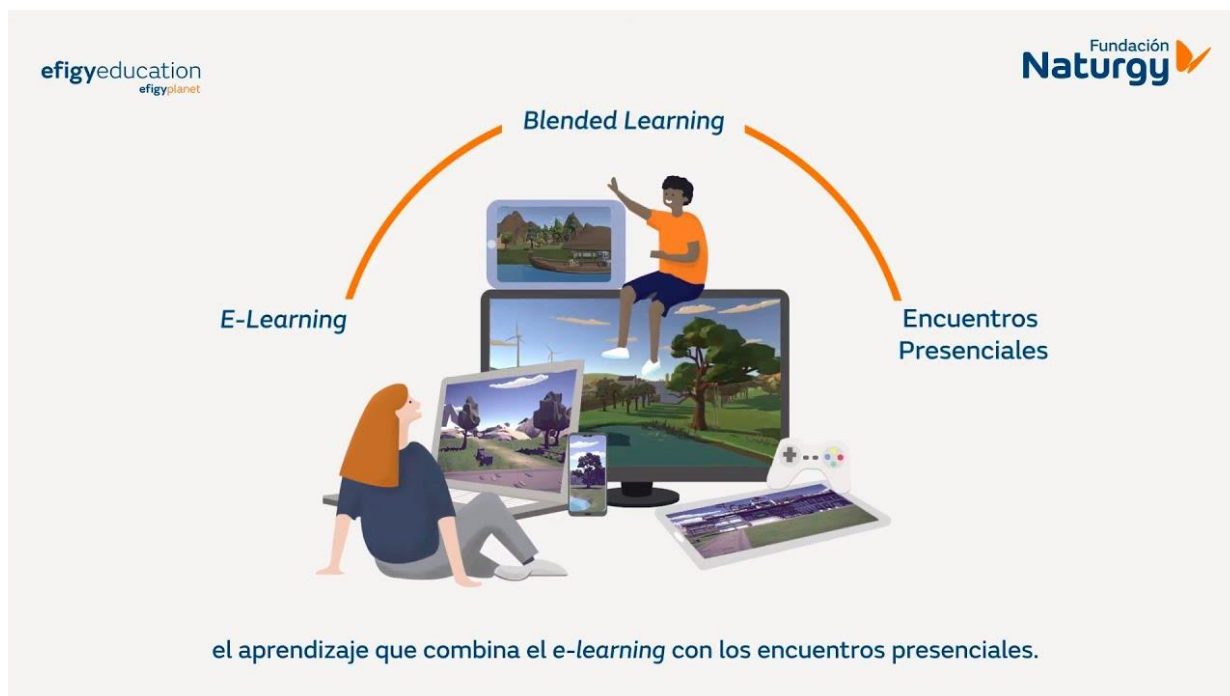 efigyeducation
efigyplanet
Fundación
Naturgy
Blended Learning
E-Learning
Encuentros
Presenciales
el aprendizaje que combina el e-learning con los encuentros presenciales.